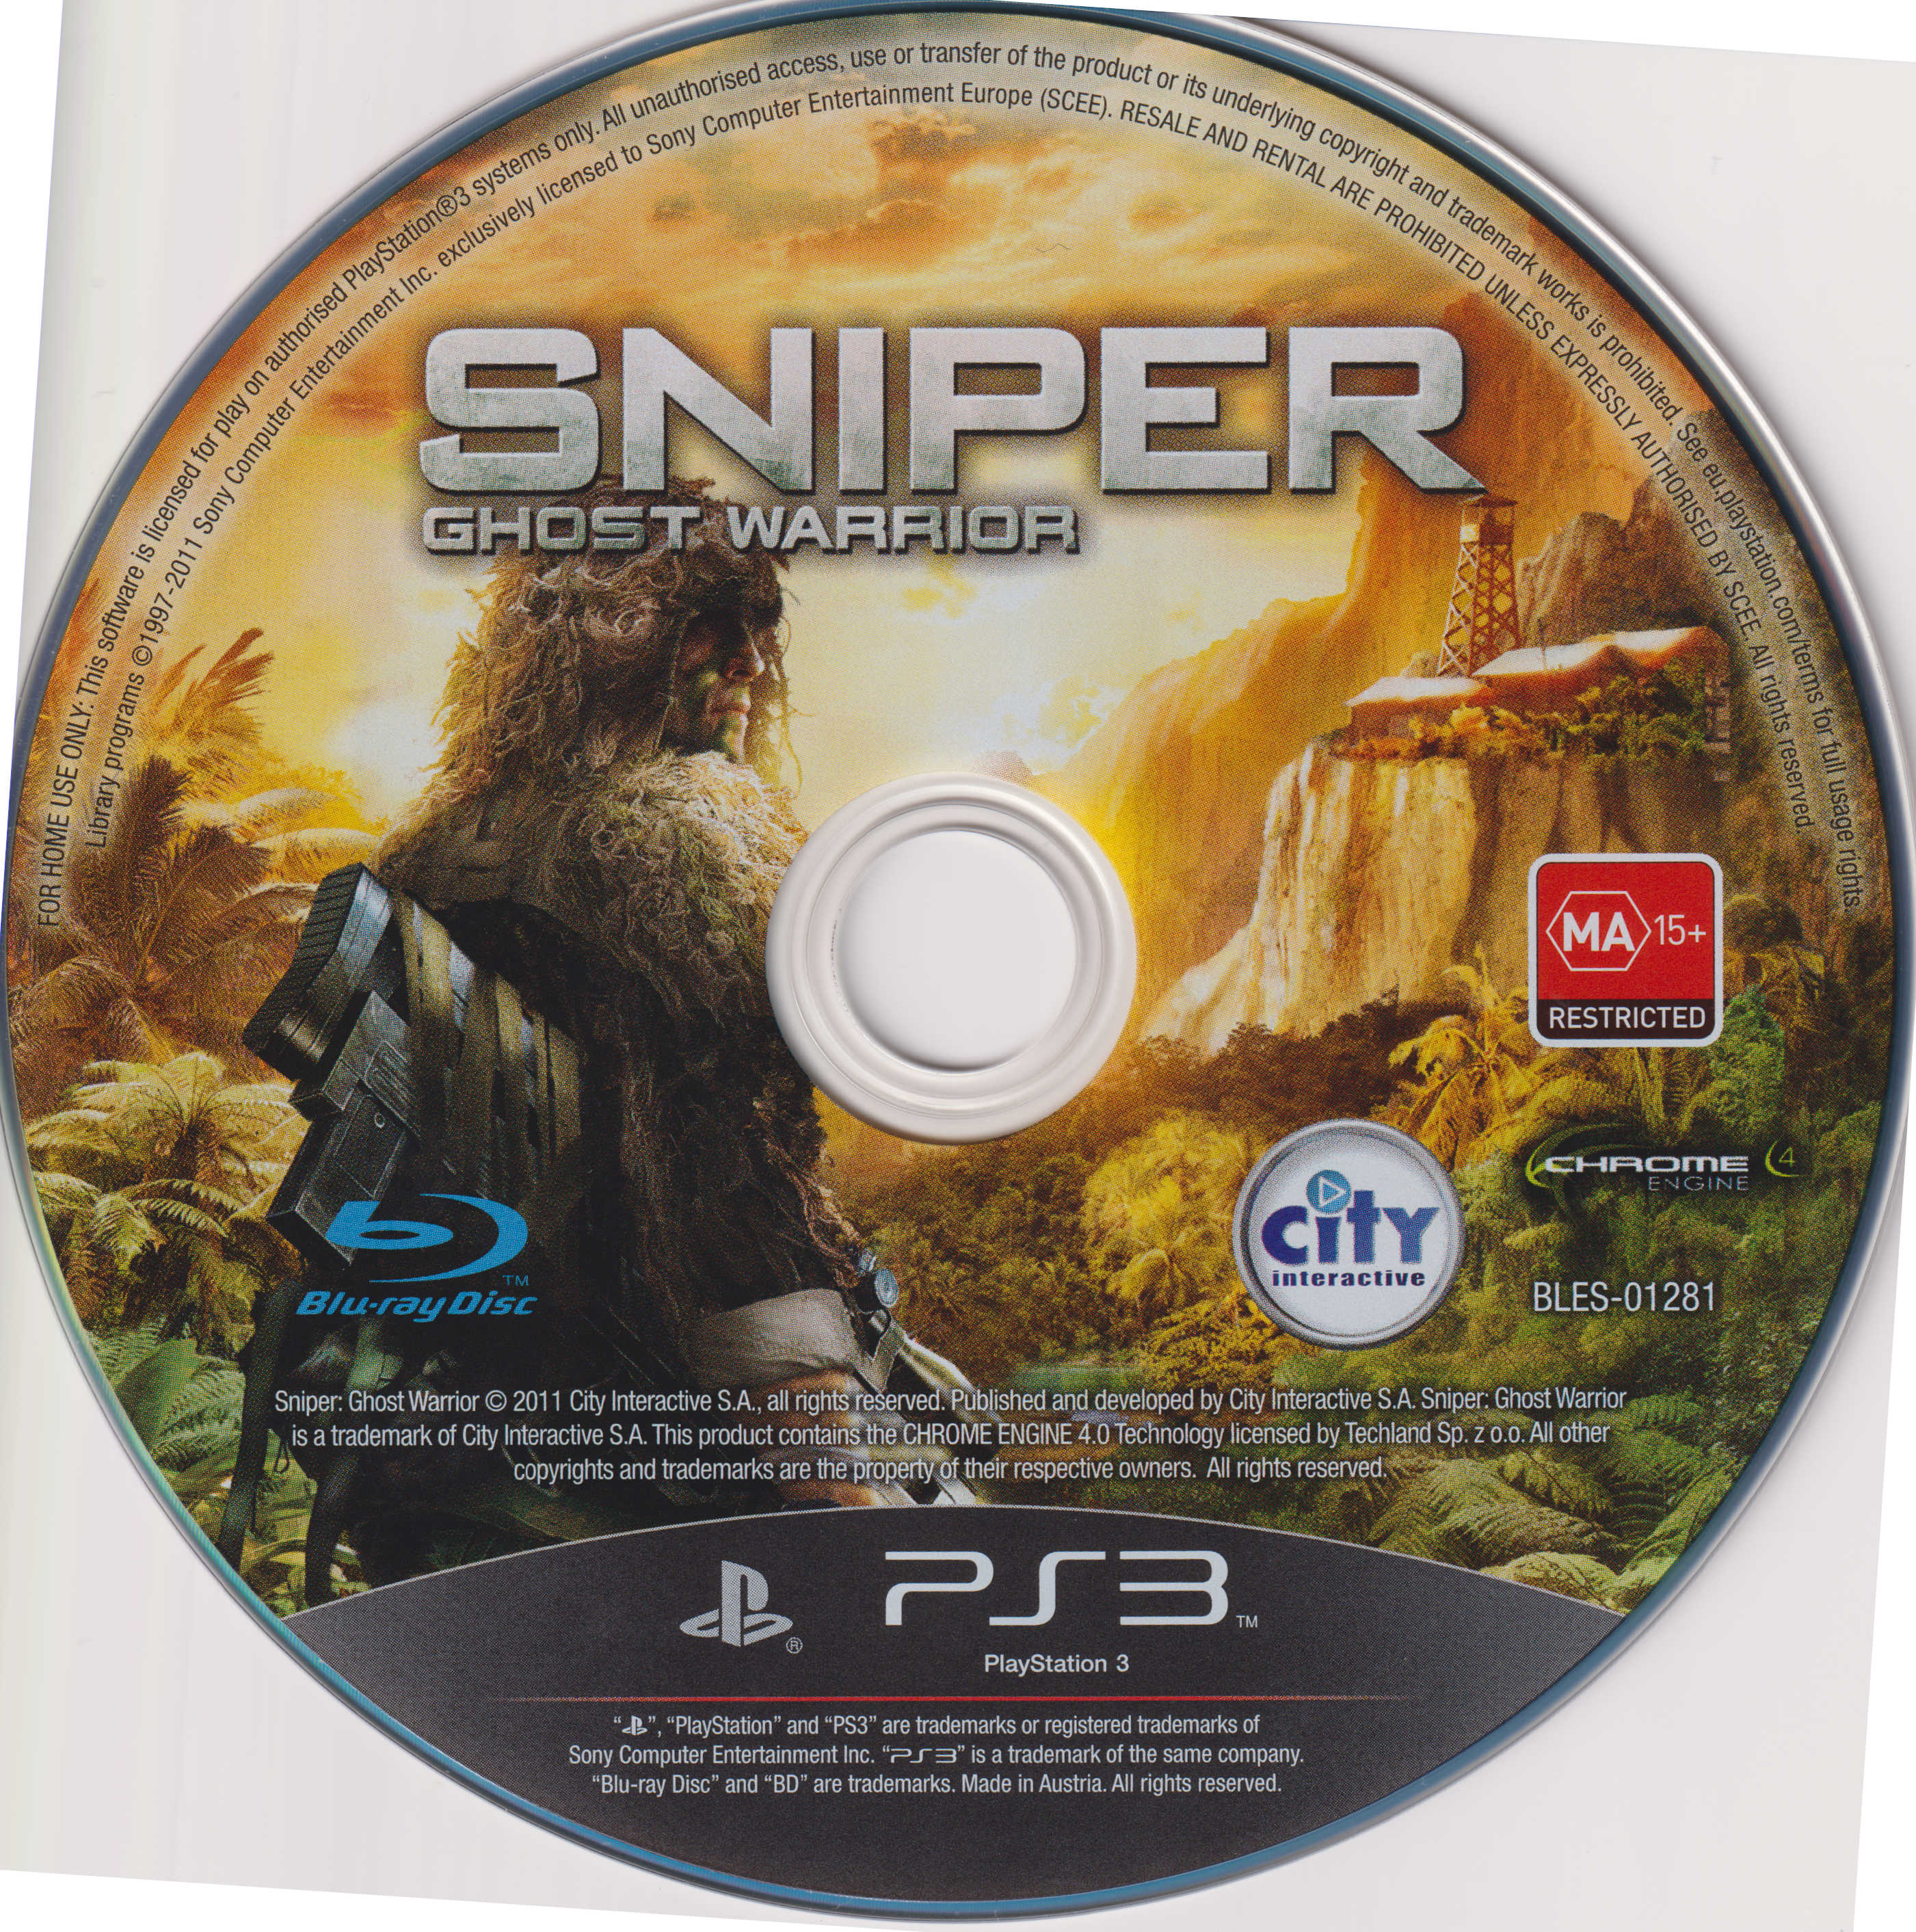 FOR HOME USE ONLY: This software is licensed for play on authorised PlayStation®3 systems only. All unauthorised access, use or transfer of the product or its underlying copyright and trademark works is prohibited. See eu.playstation.com/terms for full usage rights.
Library programs ©1997-2011 Sony Computer Entertainment Inc. exclusively licensed to Sony Computer Entertainment Europe (SCEE). RESALE AND RENTAL ARE PROHIBITED UNLESS EXPRESSLY AUTHORISED BY SCEE. All rights reserved.
SNIPER
GHOST WARRIOR
MA 15+
RESTRICTED
CHROME 4
ENGINE
city
interactive
BLES-01281
TM
Blu-ray Disc
Sniper: Ghost Warrior © 2011 City Interactive S.A., all rights reserved. Published and developed by City Interactive S.A. Sniper: Ghost Warrior
is a trademark of City Interactive S.A. This product contains the CHROME ENGINE 4.0 Technology licensed by Techland Sp. z o.o. All other
copyrights and trademarks are the property of their respective owners. All rights reserved.
® PS3 TM
PlayStation 3
“ ”, “PlayStation” and “PS3” are trademarks or registered trademarks of
Sony Computer Entertainment Inc. “PS3” is a trademark of the same company.
“Blu-ray Disc” and “BD” are trademarks. Made in Austria. All rights reserved.